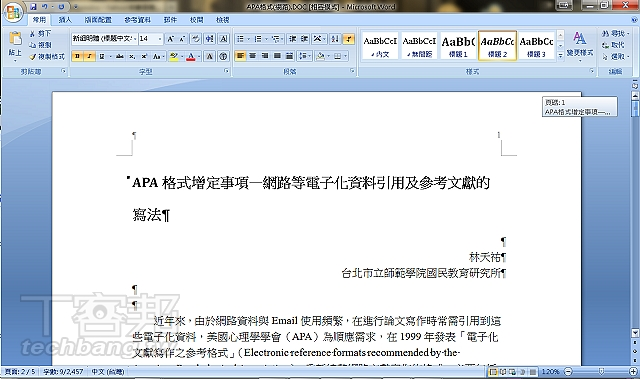 APA格式(使用).DOC [相容模式] - Microsoft Word
常用 插入 版面配置 參考資料 郵件 校閱 檢視
貼上 剪下 複製 複製格式
新細明體 (標題中文 14
AaBbCcI AaBbCcI AaBb( AaBbCc AaBbCc
內文 無間距 標題 1 標題 2 標題 3
變更樣式
尋找 取代 選取
剪貼簿 字型 段落 樣式 編輯
頁碼: 1
APA格式增定事項—...
1
APA 格式增定事項—網路等電子化資料引用及參考文獻的
寫法
林天祐
台北市立師範學院國民教育研究所
近年來，由於網路資料與 Email 使用頻繁，在進行論文寫作時常需引用到這
些電子化資料，美國心理學學會（APA）為順應需求，在 1999 年發表「電子化
文獻寫作之參考格式」（Electronic reference formats recommended by the
T客邦
techbang.com
頁面: 2 / 5 字數: 9/2,457 中文 (台灣) 120%